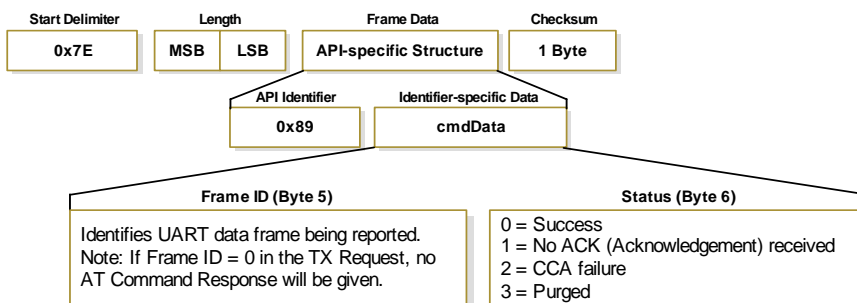 Start Delimiter Length Frame Data Checksum
0x7E MSB LSB API-specific Structure 1 Byte
API Identifier Identifier-specific Data
0x89 cmdData
Frame ID (Byte 5)
Identifies UART data frame being reported.
Note: If Frame ID = 0 in the TX Request, no
AT Command Response will be given.
Status (Byte 6)
0 = Success
1 = No ACK (Acknowledgement) received
2 = CCA failure
3 = Purged